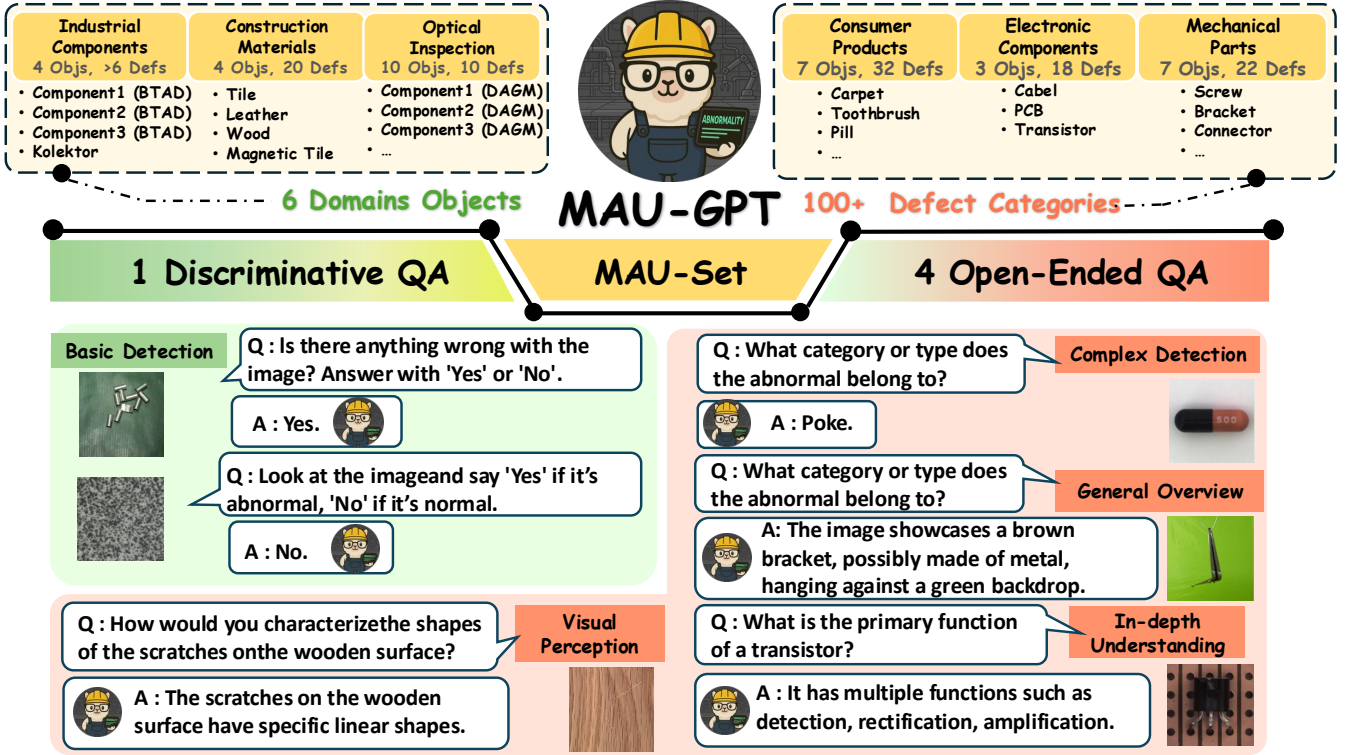 Industrial
Components
4 Objs, >6 Defs
• Component1 (BTAD)
• Component2 (BTAD)
• Component3 (BTAD)
• Kolektor
Construction
Materials
4 Objs, 20 Defs
• Tile
• Leather
• Wood
• Magnetic Tile
Optical
Inspection
10 Objs, 10 Defs
• Component1 (DAGM)
• Component2 (DAGM)
• Component3 (DAGM)
• ...
ABNORMALITY
Consumer
Products
7 Objs, 32 Defs
• Carpet
• Toothbrush
• Pill
• ...
Electronic
Components
3 Objs, 18 Defs
• Cabel
• PCB
• Transistor
Mechanical
Parts
7 Objs, 22 Defs
• Screw
• Bracket
• Connector
• ...
6 Domains Objects
MAU-GPT
100+ Defect Categories
1 Discriminative QA
MAU-Set
4 Open-Ended QA
Basic Detection
Q : Is there anything wrong with the
image? Answer with 'Yes' or 'No'.
A : Yes.
Q : Look at the imageand say 'Yes' if it's
abnormal, 'No' if it's normal.
A : No.
Q : How would you characterizethe shapes
of the scratches onthe wooden surface?
Visual
Perception
A : The scratches on the wooden
surface have specific linear shapes.
Q : What category or type does
the abnormal belong to?
Complex Detection
A : Poke.
500
Q : What category or type does
the abnormal belong to?
General Overview
A: The image showcases a brown
bracket, possibly made of metal,
hanging against a green backdrop.
Q : What is the primary function
of a transistor?
In-depth
Understanding
A : It has multiple functions such as
detection, rectification, amplification.